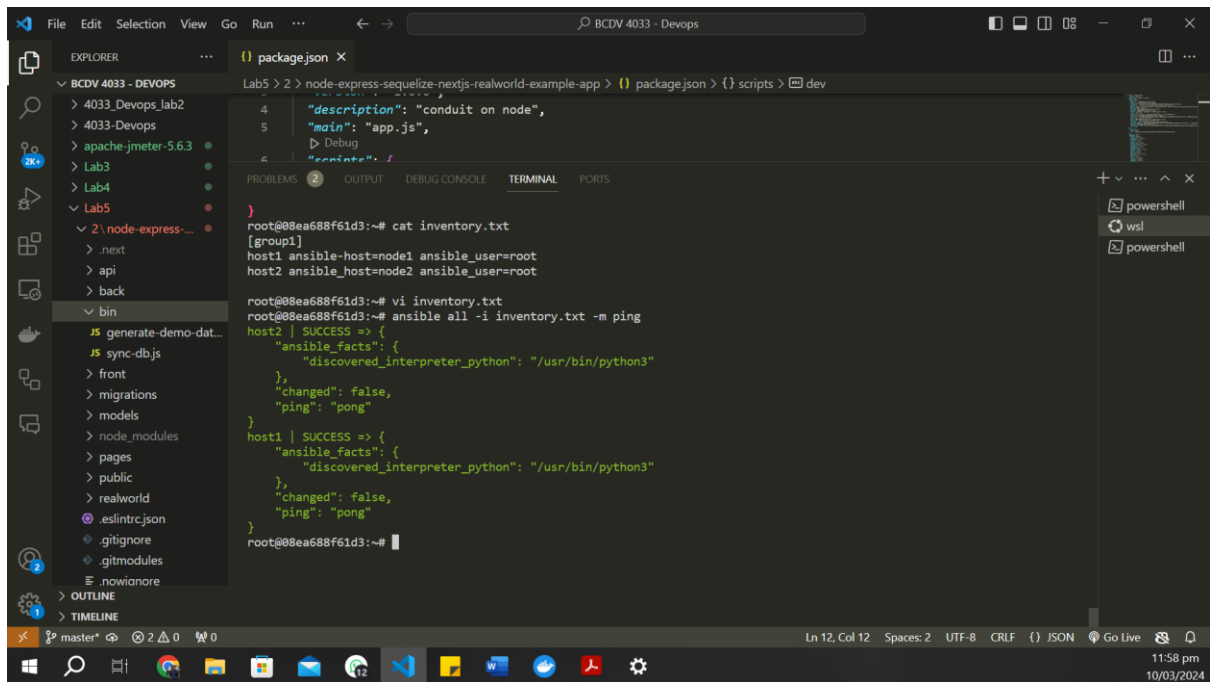 File Edit Selection View Go Run ··· BCDV 4033 - Devops
EXPLORER ···
BCDV 4033 - DEVOPS
4033_Devops_lab2
4033-Devops
apache-jmeter-5.6.3
Lab3
Lab4
Lab5
2 \ node-express-...
.next
api
back
bin
JS generate-demo-dat...
JS sync-db.js
front
migrations
models
node_modules
pages
public
realworld
.eslintrc.json
.gitignore
.gitmodules
.nowignore
OUTLINE
TIMELINE
2K+
2
1
{} package.json ×
Lab5 > 2 > node-express-sequelize-nextjs-realworld-example-app > {} package.json > {} scripts > dev
4 "description": "conduit on node",
5 "main": "app.js",
Debug
6 "scripts": {
PROBLEMS 2 OUTPUT DEBUG CONSOLE TERMINAL PORTS
}
root@08ea688f61d3:~# cat inventory.txt
[group1]
host1 ansible-host=node1 ansible_user=root
host2 ansible_host=node2 ansible_user=root
root@08ea688f61d3:~# vi inventory.txt
root@08ea688f61d3:~# ansible all -i inventory.txt -m ping
host2 | SUCCESS => {
"ansible_facts": {
"discovered_interpreter_python": "/usr/bin/python3"
},
"changed": false,
"ping": "pong"
}
host1 | SUCCESS => {
"ansible_facts": {
"discovered_interpreter_python": "/usr/bin/python3"
},
"changed": false,
"ping": "pong"
}
root@08ea688f61d3:~#
powershell
wsl
powershell
master* 2 0 0 Ln 12, Col 12 Spaces: 2 UTF-8 CRLF {} JSON Go Live
11:58 pm
10/03/2024